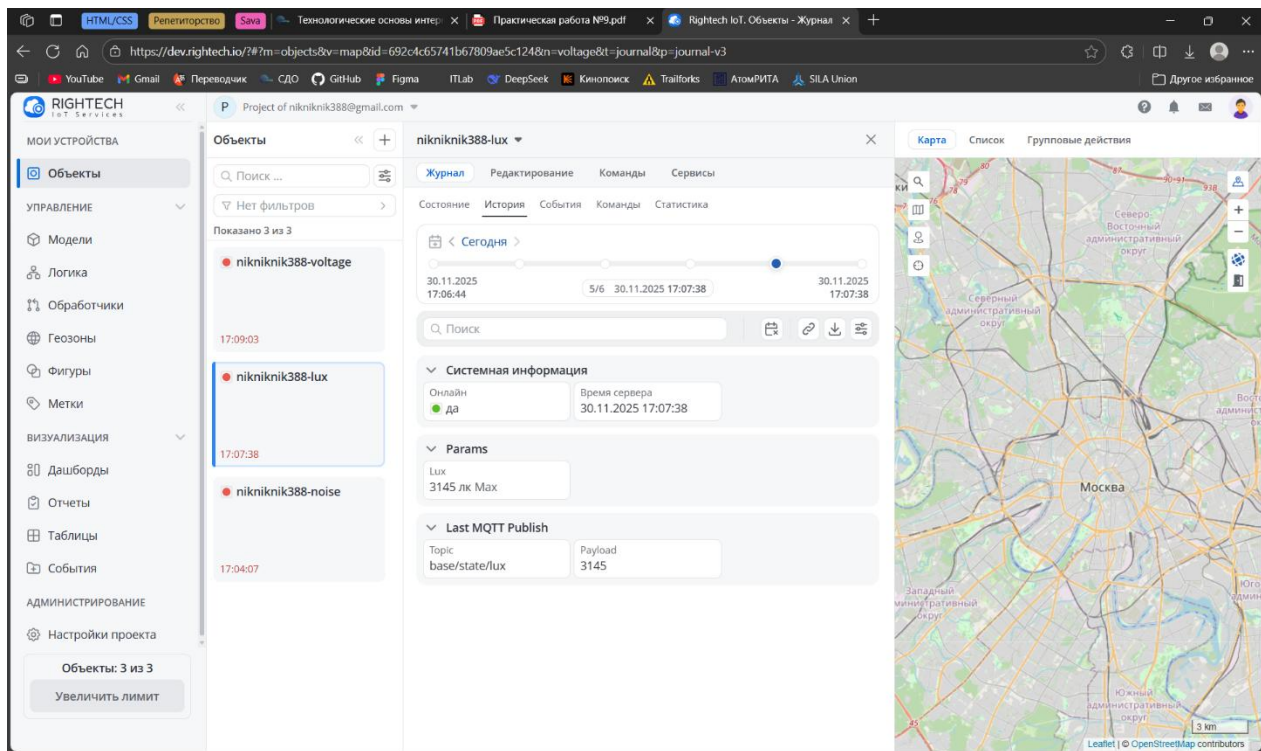 HTML/CSS
Репетиторство
Sava
Технологические основы интер
Практическая работа №9.pdf
Rightech IoT. Объекты - Журнал
https://dev.rightech.io/?#?m=objects&v=map&id=692c4c65741b67809ae5c124&n=voltage&t=journal&p=journal-v3
YouTube
Gmail
Переводчик
СДО
GitHub
Figma
ITLab
DeepSeek
Кинопоиск
Trailforks
АтомРИТА
SILA Union
Другое избранное
RIGHTECH
IoT Services
P Project of nikniknik388@gmail.com
МОИ УСТРОЙСТВА
Объекты
УПРАВЛЕНИЕ
Модели
Логика
Обработчики
Геозоны
Фигуры
Метки
ВИЗУАЛИЗАЦИЯ
Дашборды
Отчеты
Таблицы
События
АДМИНИСТРИРОВАНИЕ
Настройки проекта
Объекты: 3 из 3
Увеличить лимит
Объекты
Поиск ...
Нет фильтров
Показано 3 из 3
nikniknik388-voltage
17:09:03
nikniknik388-lux
17:07:38
nikniknik388-noise
17:04:07
nikniknik388-lux
Журнал Редактирование Команды Сервисы
Состояние История События Команды Статистика
Сегодня
30.11.2025
17:06:44
5/6 30.11.2025 17:07:38
30.11.2025
17:07:38
Поиск
Системная информация
Онлайн
да
Время сервера
30.11.2025 17:07:38
Params
Lux
3145 лк Max
Last MQTT Publish
Topic
base/state/lux
Payload
3145
Карта Список Групповые действия
Северо-
Восточный
административный
округ
Северный
административный
округ
Москва
Западный
административный
округ
Южный
административный
округ
3 km
Leaflet | © OpenStreetMap contributors